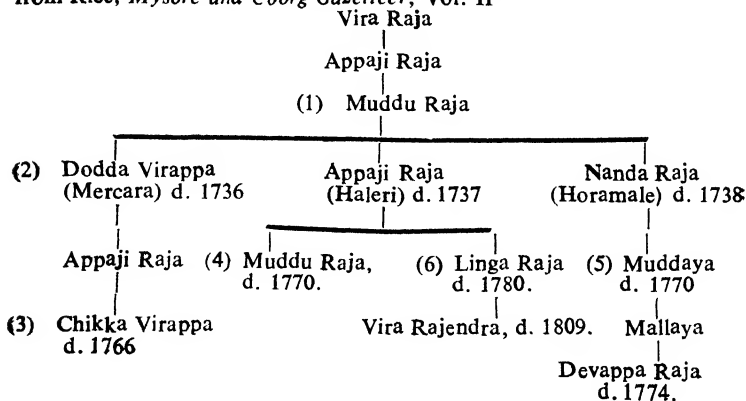 from Rice, Mysore and Coorg Gazetteer, Vol. II
Vira Raja
Appaji Raja
(1) Muddu Raja
(2) Dodda Virappa Appaji Raja Nanda Raja
(Mercara) d. 1736 (Haleri) d. 1737 (Horamale) d. 1738
Appaji Raja (4) Muddu Raja, (6) Linga Raja (5) Muddaya
d. 1770. d. 1780. d. 1770
(3) Chikka Virappa Vira Rajendra, d. 1809. Mallaya
d. 1766
Devappa Raja
d. 1774.